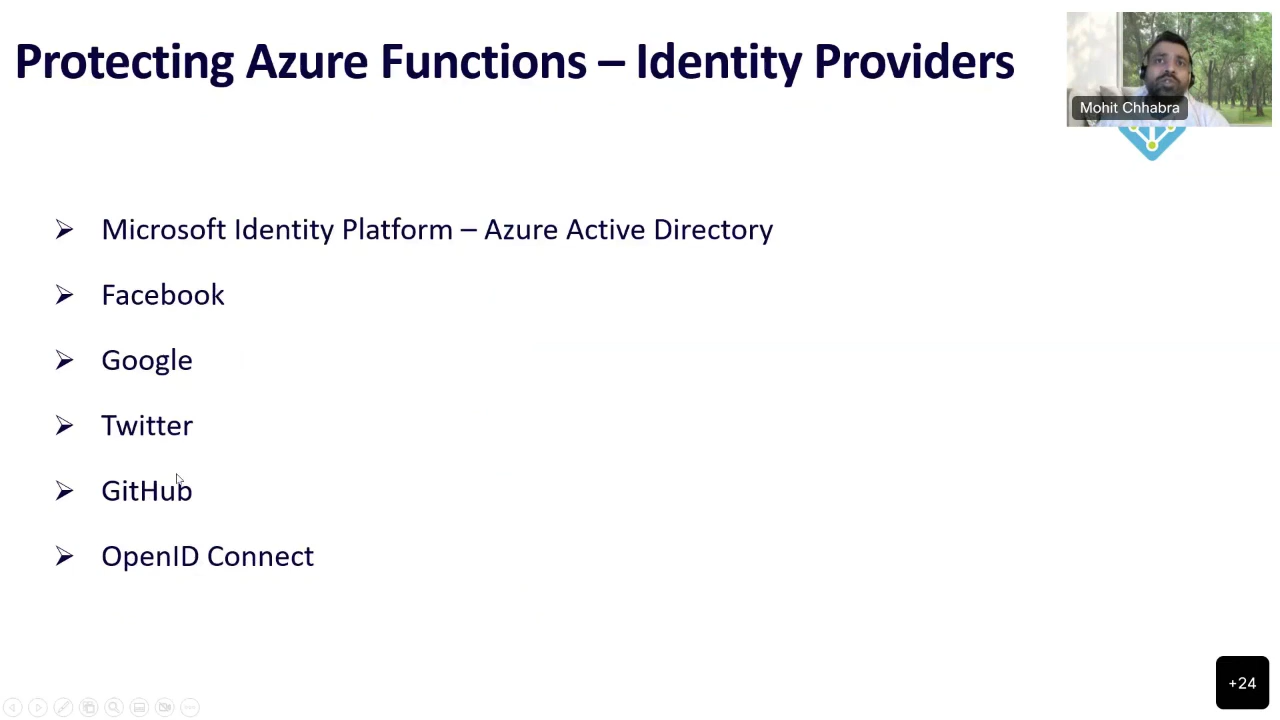 Protecting Azure Functions – Identity Providers
Mohit Chhabra
Microsoft Identity Platform – Azure Active Directory
Facebook
Google
Twitter
GitHub
OpenID Connect
+24